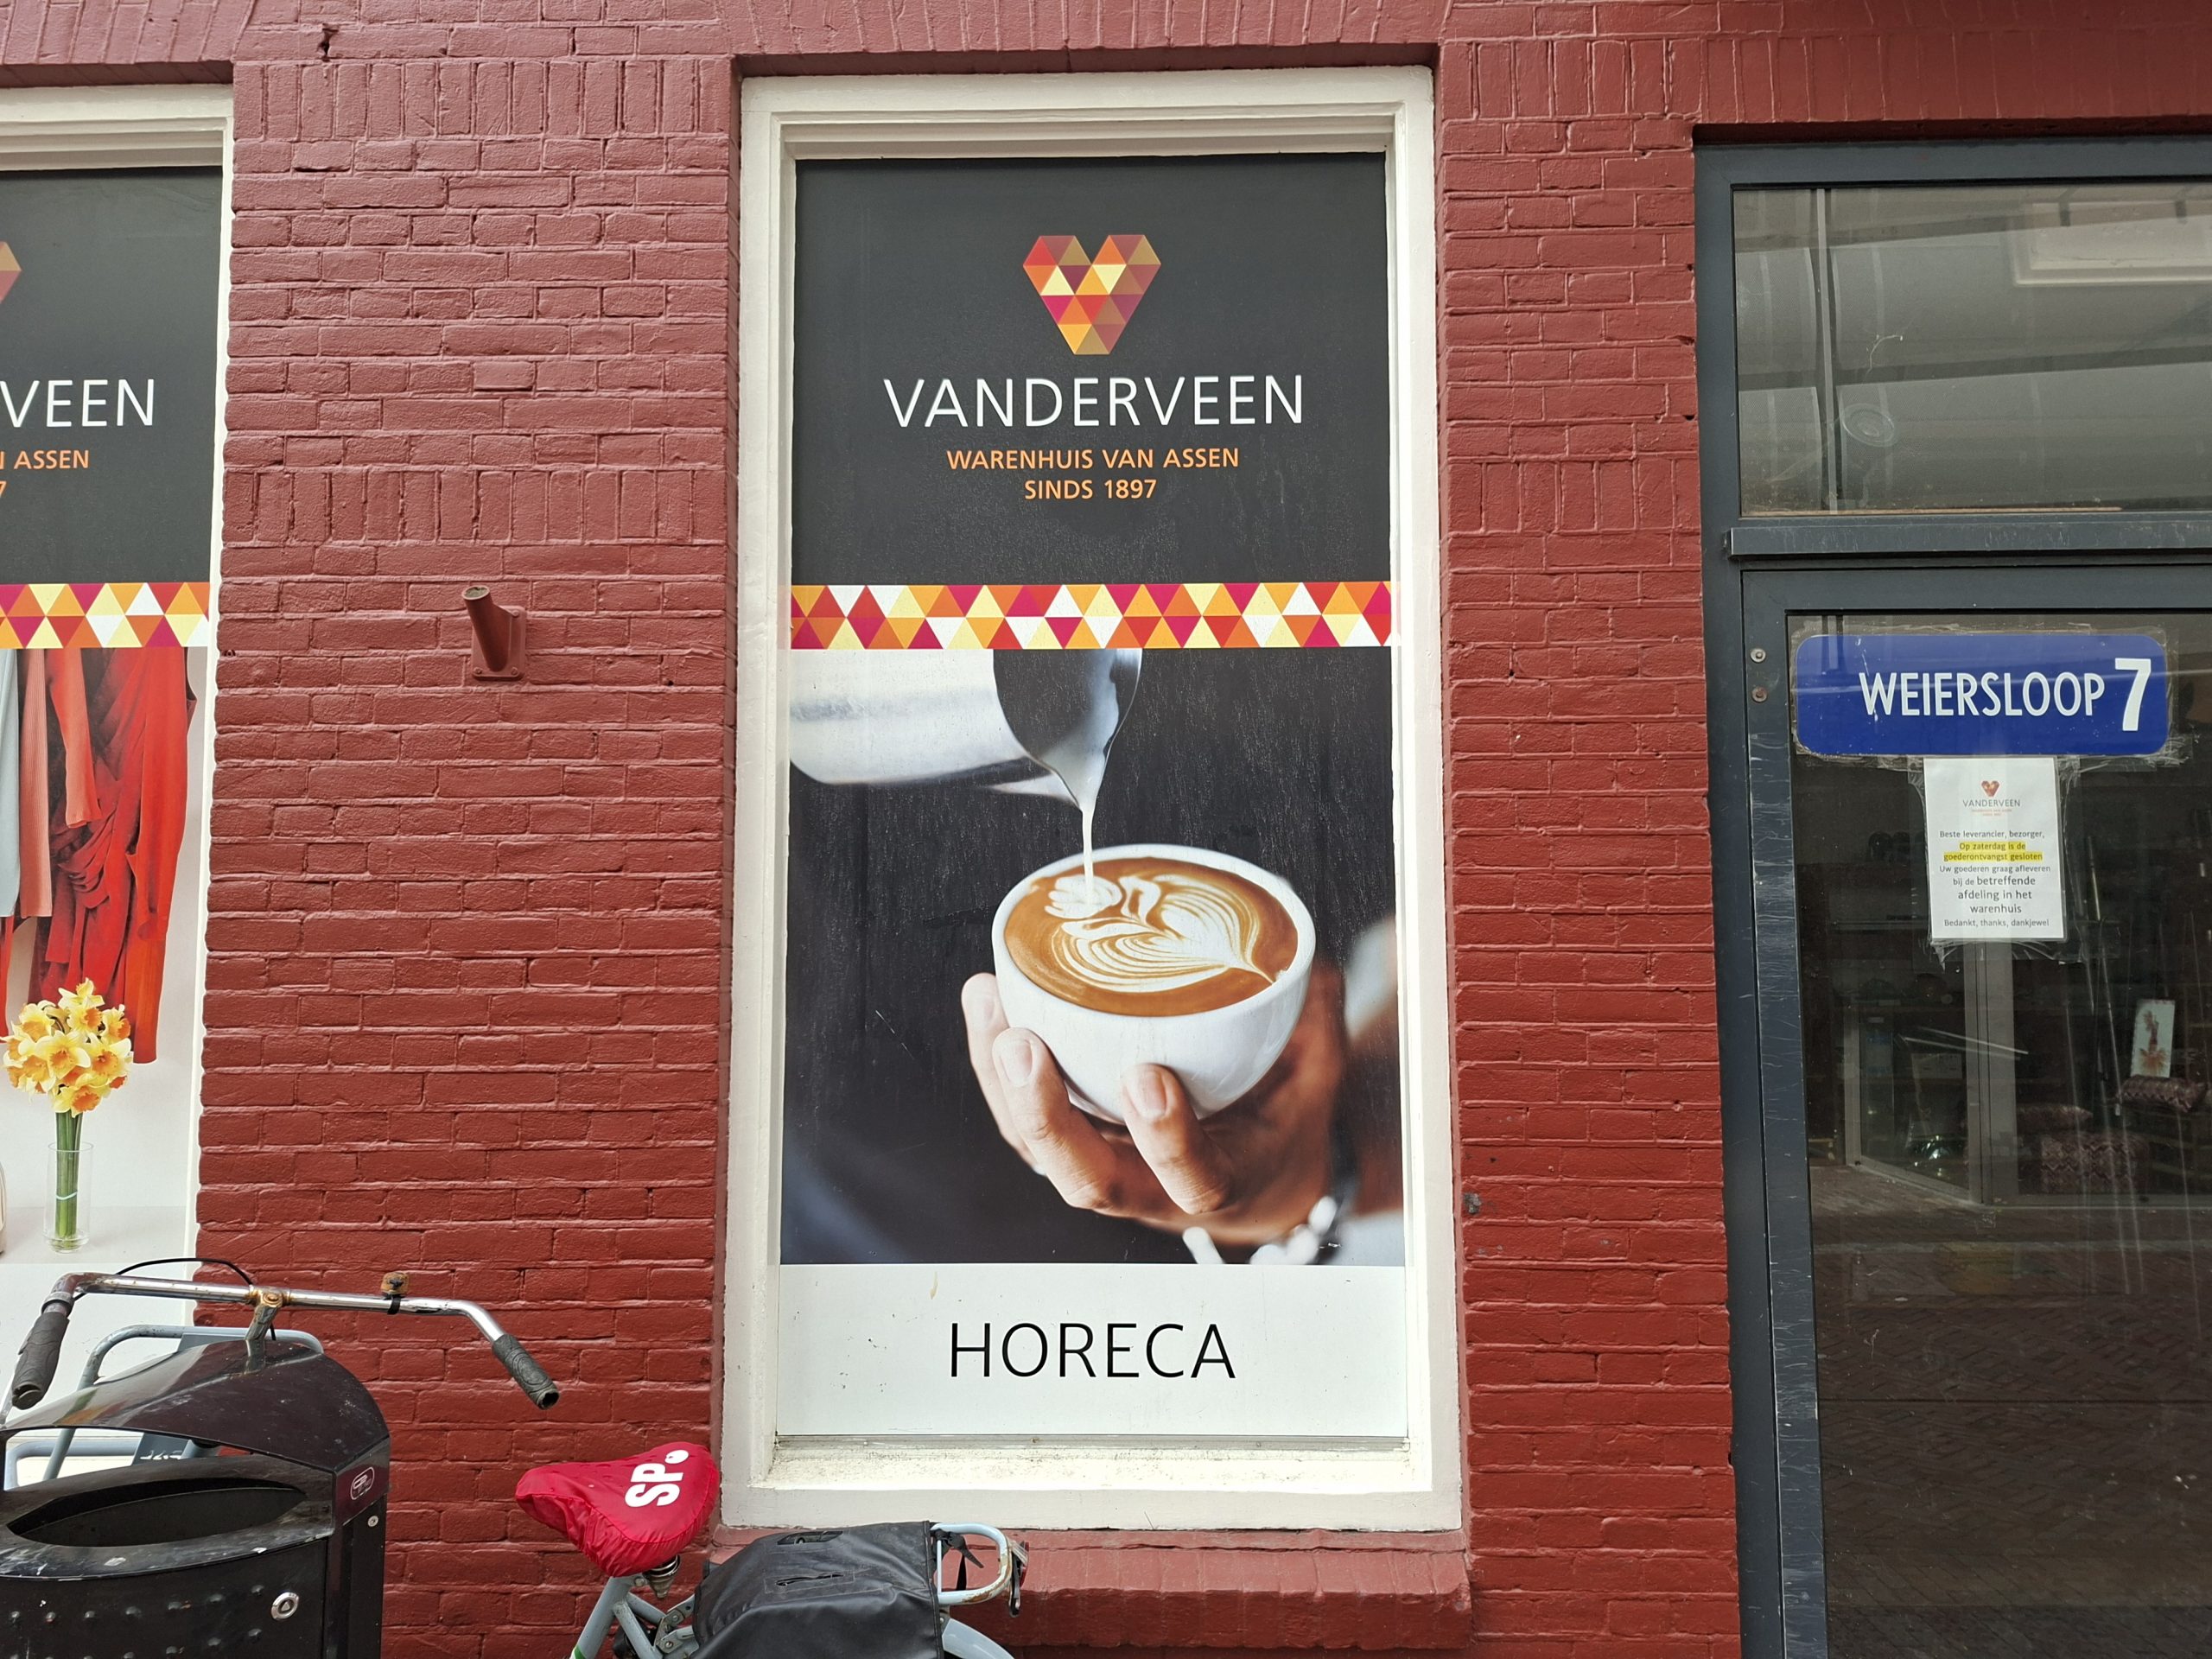 VEEN
ASSEN
7
VANDERVEEN
WARENHUIS VAN ASSEN
SINDS 1897
HORECA
WEIERSLOOP 7
VANDERVEEN
Beste leverancier, bezorger,
Op zaterdag is de
goederontvangst gesloten
Uw goederen graag afleveren
bij de betreffende
afdeling in het
warenhuis
Bedankt, thanks, dankjewel
SP.